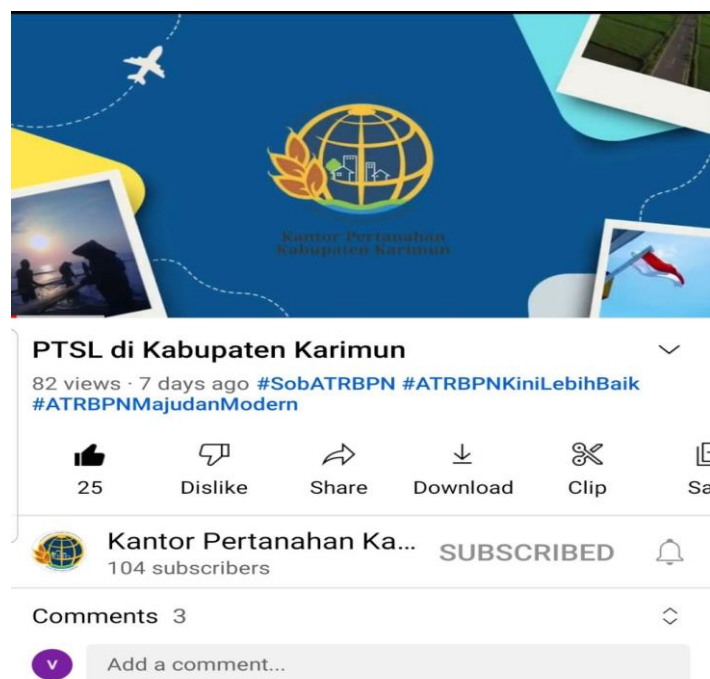 Kantor Pertanahan
Kabupaten Karimun
PTSL di Kabupaten Karimun
82 views · 7 days ago #SobATRBPN #ATRBPNKiniLebihBaik
#ATRBPNMajudanModern
25 Dislike Share Download Clip Sa
Kantor Pertanahan Ka... SUBSCRIBED
104 subscribers
Comments 3
V Add a comment...